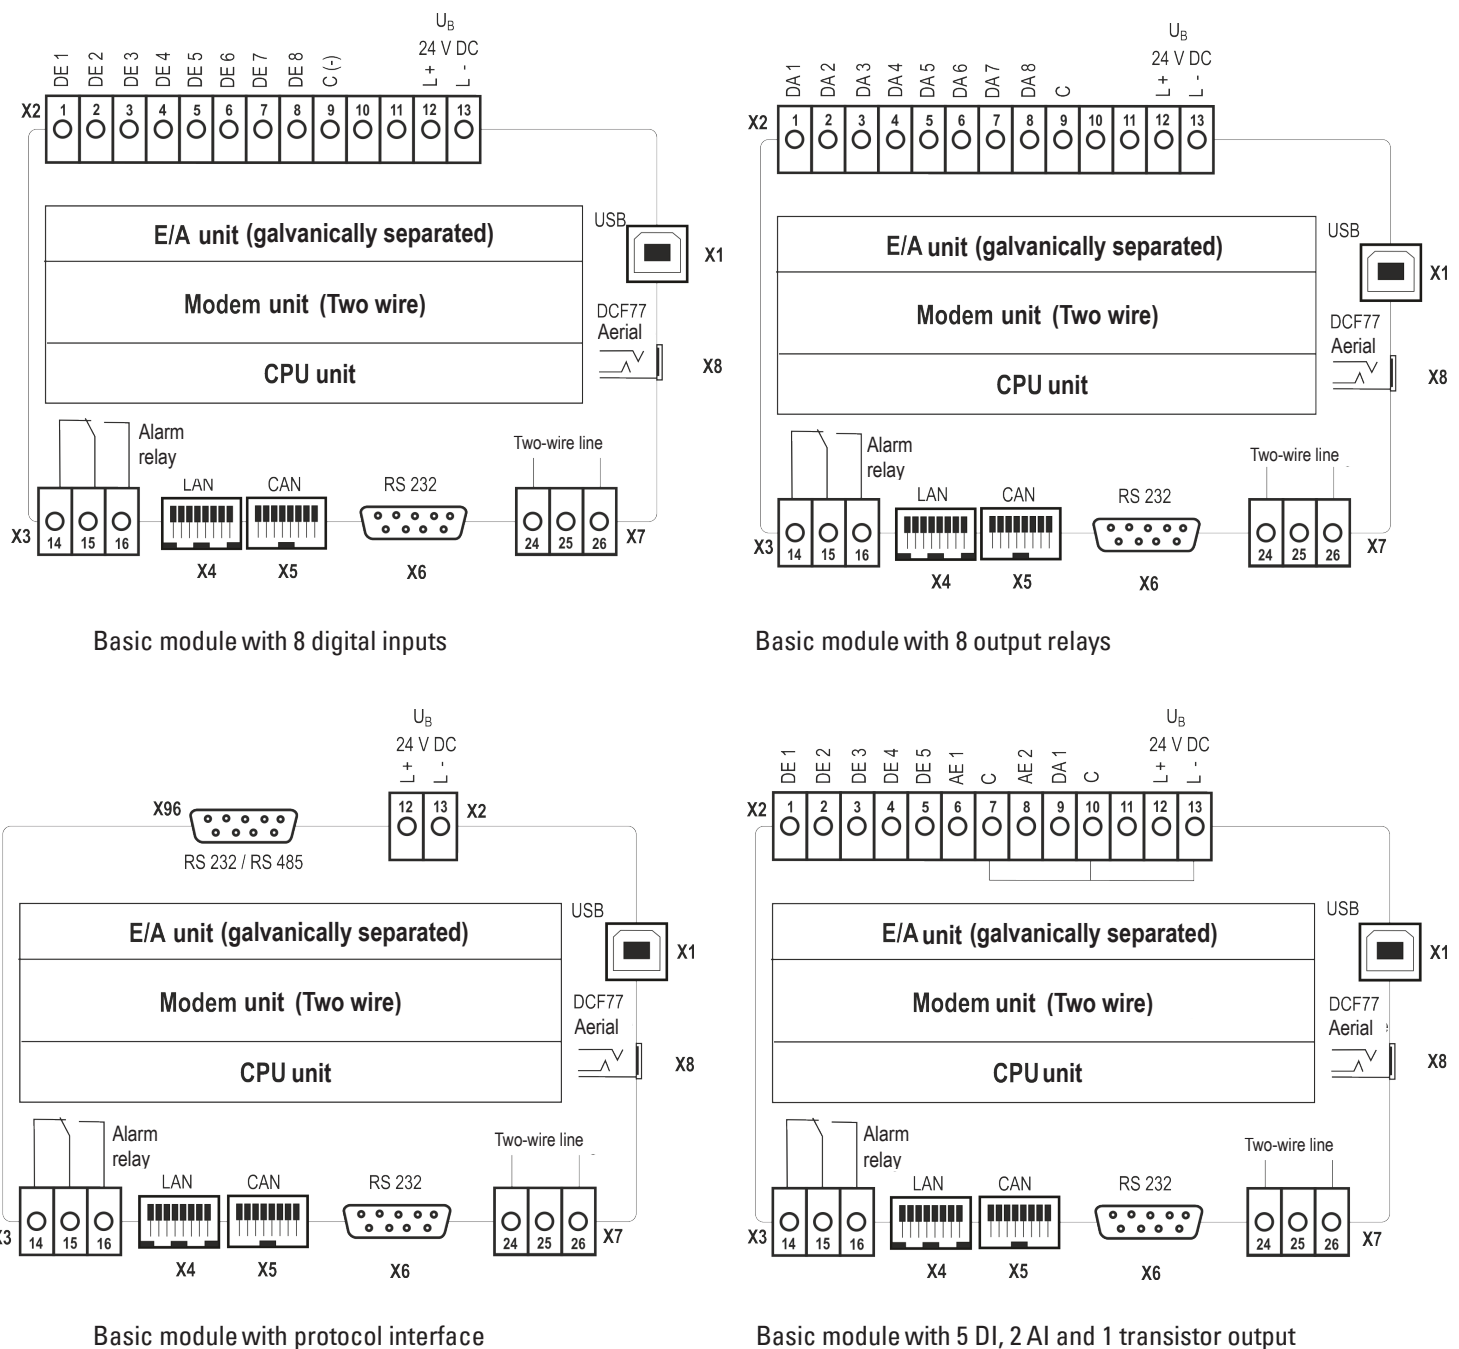 U_B
24 V DC
DE 1 DE 2 DE 3 DE 4 DE 5 DE 6 DE 7 DE 8 C (-) L + L -
X2 1 2 3 4 5 6 7 8 9 10 11 12 13
E/A unit (galvanically separated)
USB
X1
Modem unit (Two wire)
DCF77
Aerial
X8
CPU unit
Alarm
relay
Two-wire line
LAN CAN RS 232
X3 14 15 16 24 25 26 X7
X4 X5 X6
Basic module with 8 digital inputs
U_B
24 V DC
DA 1 DA 2 DA 3 DA 4 DA 5 DA 6 DA 7 DA 8 C L + L -
X2 1 2 3 4 5 6 7 8 9 10 11 12 13
E/A unit (galvanically separated)
USB
X1
Modem unit (Two wire)
DCF77
Aerial
X8
CPU unit
Alarm
relay
Two-wire line
LAN CAN RS 232
X3 14 15 16 24 25 26 X7
X4 X5 X6
Basic module with 8 output relays
U_B
24 V DC
L + L -
X96 12 13 X2
RS 232 / RS 485
E/A unit (galvanically separated)
USB
X1
Modem unit (Two wire)
DCF77
Aerial
X8
CPU unit
Alarm
relay
Two-wire line
LAN CAN RS 232
X3 14 15 16 24 25 26 X7
X4 X5 X6
Basic module with protocol interface
U_B
24 V DC
DE 1 DE 2 DE 3 DE 4 DE 5 AE 1 C AE 2 DA 1 C L + L -
X2 1 2 3 4 5 6 7 8 9 10 11 12 13
E/A unit (galvanically separated)
USB
X1
Modem unit (Two wire)
DCF77
Aerial
X8
CPU unit
Alarm
relay
Two-wire line
LAN CAN RS 232
X3 14 15 16 24 25 26 X7
X4 X5 X6
Basic module with 5 DI, 2 AI and 1 transistor output